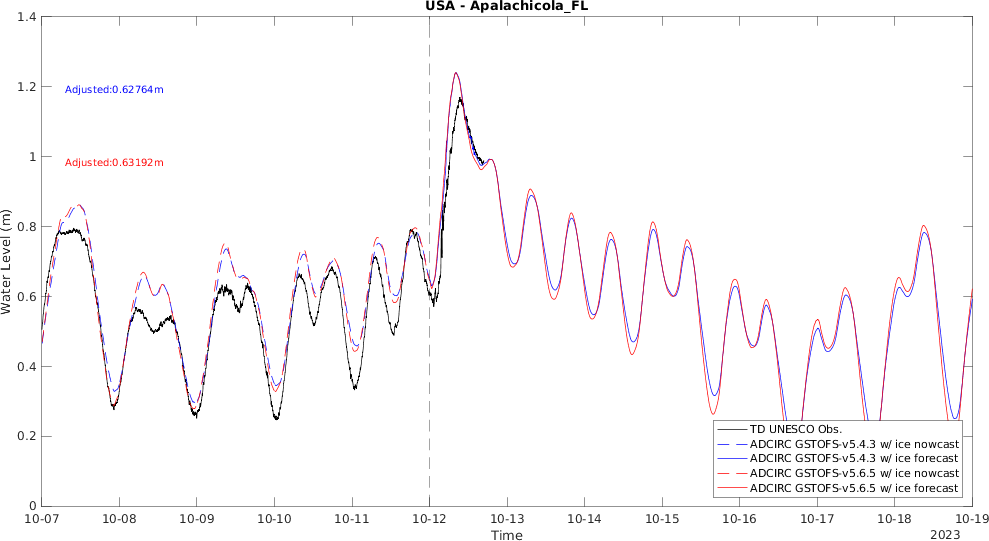 USA - Apalachicola_FL
1.4
1.2
1
0.8
0.6
0.4
0.2
0
Water Level (m)
Adjusted:0.62764m
Adjusted:0.63192m
TD UNESCO Obs.
ADCIRC GSTOFS-v5.4.3 w/ ice nowcast
ADCIRC GSTOFS-v5.4.3 w/ ice forecast
ADCIRC GSTOFS-v5.6.5 w/ ice nowcast
ADCIRC GSTOFS-v5.6.5 w/ ice forecast
10-07 10-08 10-09 10-10 10-11 10-12 10-13 10-14 10-15 10-16 10-17 10-18 10-19
Time
2023